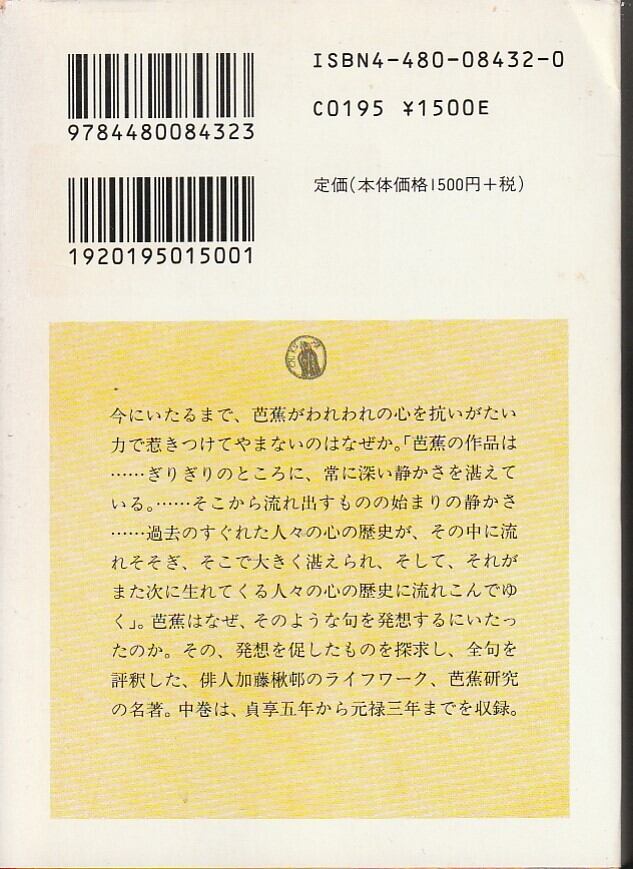 ISBN4-480-08432-0
C0195 ¥1500E
9784480084323
定価(本体価格1500円+税)
1920195015001
今にいたるまで、芭蕉がわれわれの心を抗いがたい
力で惹きつけてやまないのはなぜか。「芭蕉の作品は
……ぎりぎりのところに、常に深い静かさを湛えて
いる。……そこから流れ出すものの始まりの静かさ
……過去のすぐれた人々の心の歴史が、その中に流
れそそぎ、そこで大きく湛えられ、そして、それが
また次に生れてくる人々の心の歴史に流れこんでゆ
く」。芭蕉はなぜ、そのような句を発想するにいたっ
たのか。その、発想を促したものを探求し、全句を
評釈した、俳人加藤楸邨のライフワーク、芭蕉研究
の名著。中巻は、貞享五年から元禄三年までを収録。